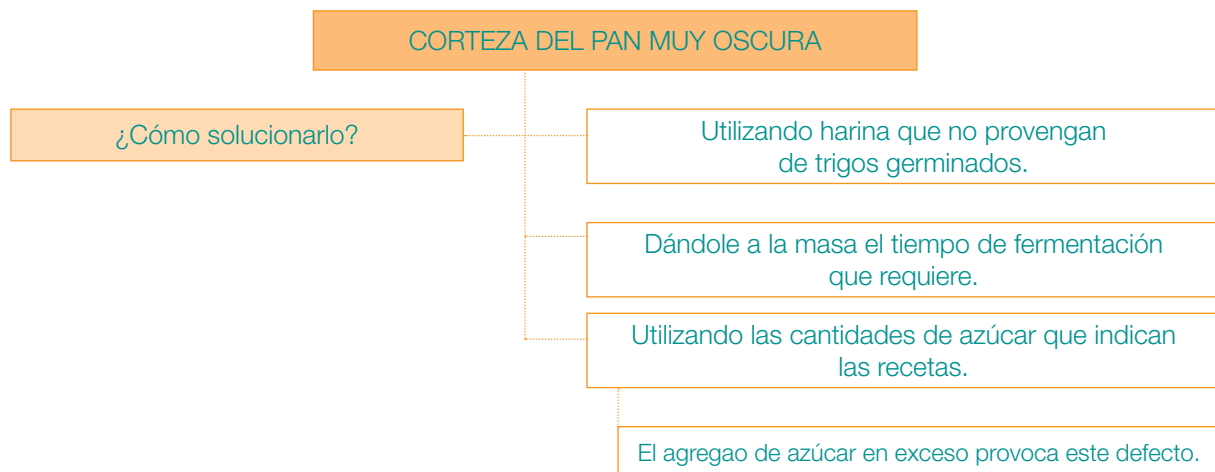 CORTEZA DEL PAN MUY OSCURA
¿Cómo solucionarlo?
Utilizando harina que no provengan
de trigos germinados.
Dándole a la masa el tiempo de fermentación
que requiere.
Utilizando las cantidades de azúcar que indican
las recetas.
El agregao de azúcar en exceso provoca este defecto.